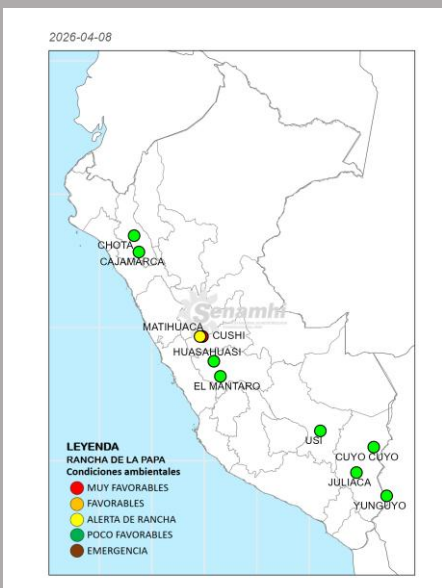 2026-04-08
CHOTA
CAJAMARCA
Senamhi
MATIHUACA
CUSHI
HUASAHUASI
EL MANTARO
USI
CUYO CUYO
JULIACA
YUNGUYO
LEYENDA
RANCHA DE LA PAPA
Condiciones ambientales
MUY FAVORABLES
FAVORABLES
ALERTA DE RANCHA
POCO FAVORABLES
EMERGENCIA